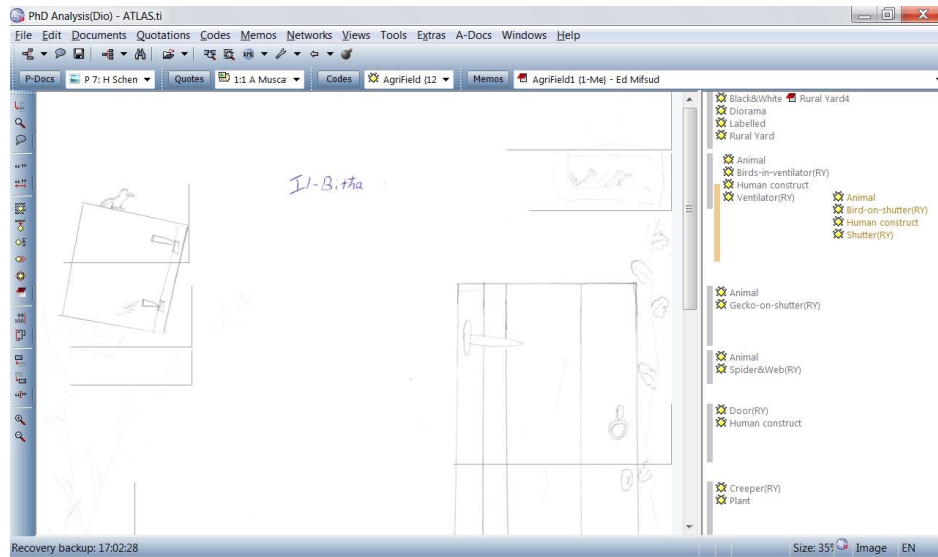 PhD Analysis(Dio) - ATLAS.ti
File Edit Documents Quotations Codes Memos Networks Views Tools Extras A-Docs Windows Help
P-Docs P 7: H Schen Quotes 1:1 A Musca Codes AgriField {12 Memos AgriField1 {1-Me} - Ed Mifsud
Black&White Rural Yard4
Diorama
Labelled
Rural Yard
Il-Bitħa
Animal
Birds-in-ventilator(RY)
Human construct
Ventilator(RY)
Animal
Bird-on-shutter(RY)
Human construct
Shutter(RY)
Animal
Gecko-on-shutter(RY)
Animal
Spider&Web(RY)
Door(RY)
Human construct
Creeper(RY)
Plant
Recovery backup: 17:02:28 Image EN